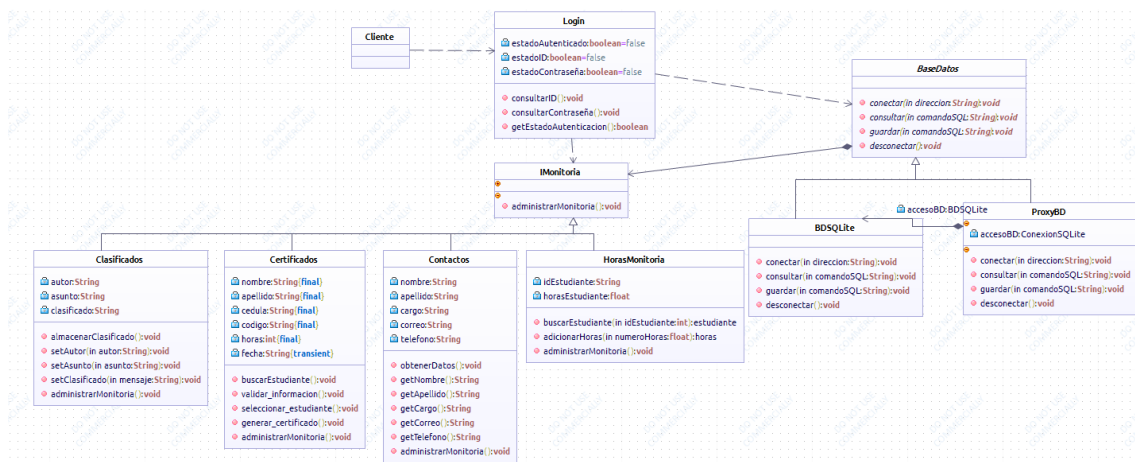 Cliente
Login
estadoAutenticado:boolean=false
estadoID:boolean=false
estadoContraseña:boolean=false
consultarID():void
consultarContraseña():void
getEstadoAutenticacion():boolean
BaseDatos
conectar(in direccion:String):void
consultar(in comandoSQL:String):void
guardar(in comandoSQL:String):void
desconectar():void
IMonitoria
administrarMonitoria():void
accesoBD:BDSQLite
Clasificados
autor:String
asunto:String
clasificado:String
almacenarClasificado():void
setAutor(in autor:String):void
setAsunto(in asunto:String):void
setClasificado(in mensaje:String):void
administrarMonitoria():void
Certificados
nombre:String{final}
apellido:String{final}
cedula:String{final}
codigo:String{final}
horas:int{final}
fecha:String{transient}
buscarEstudiante():void
validar_informacion():void
seleccionar_estudiante():void
generar_certificado():void
administrarMonitoria():void
Contactos
nombre:String
apellido:String
cargo:String
correo:String
telefono:String
obtenerDatos():void
getNombre():String
getApellido():String
getCargo():String
getCorreo():String
getTelefono():String
administrarMonitoria():void
HorasMonitoria
idEstudiante:String
horasEstudiante:float
buscarEstudiante(in idEstudiante:int):estudiante
adicionarHoras(in numeroHoras:float):horas
administrarMonitoria():void
BDSQLite
conectar(in direccion:String):void
consultar(in comandoSQL:String):void
guardar(in comandoSQL:String):void
desconectar():void
ProxyBD
accesoBD:ConexionSQLite
conectar(in direccion:String):void
consultar(in comandoSQL:String):void
guardar(in comandoSQL:String):void
desconectar():void